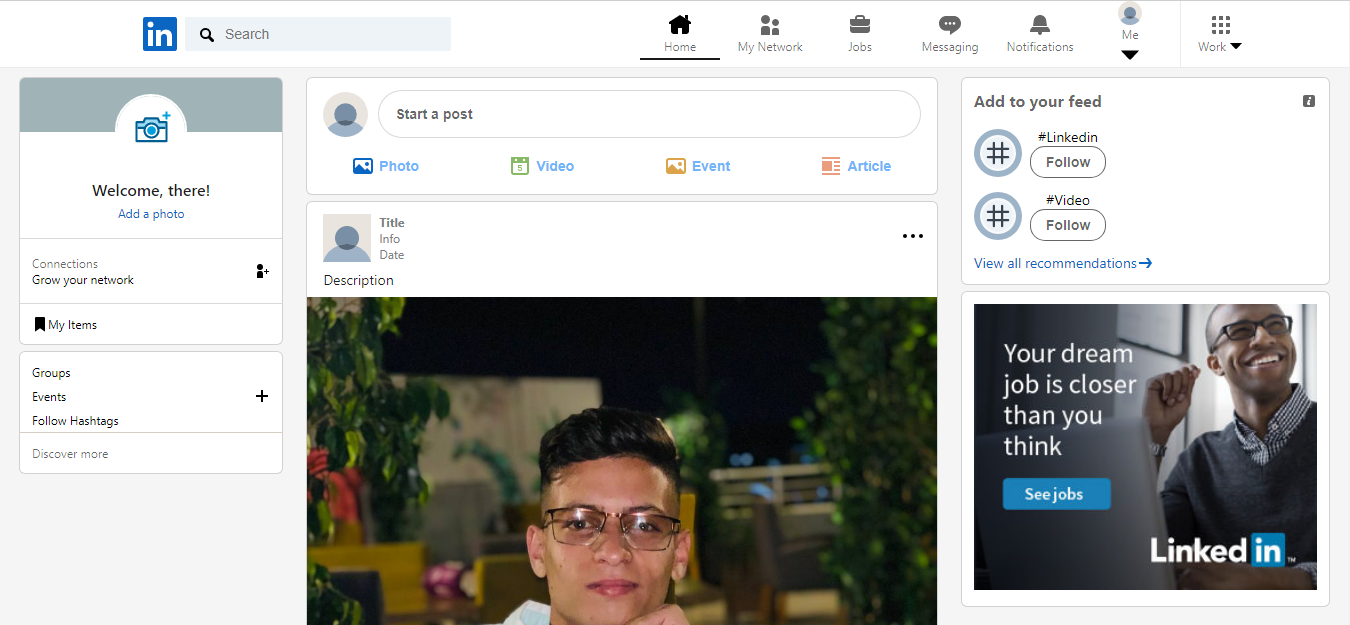 in
Search
Home
My Network
Jobs
Messaging
Notifications
Me
Work
Welcome, there!
Add a photo
Connections
Grow your network
My Items
Groups
Events
Follow Hashtags
Discover more
Start a post
Photo
5
Video
Event
Article
Title
Info
Date
Description
Add to your feed
i
#Linkedin
Follow
#Video
Follow
View all recommendations
Your dream
job is closer
than you
think
See jobs
Linked in ™